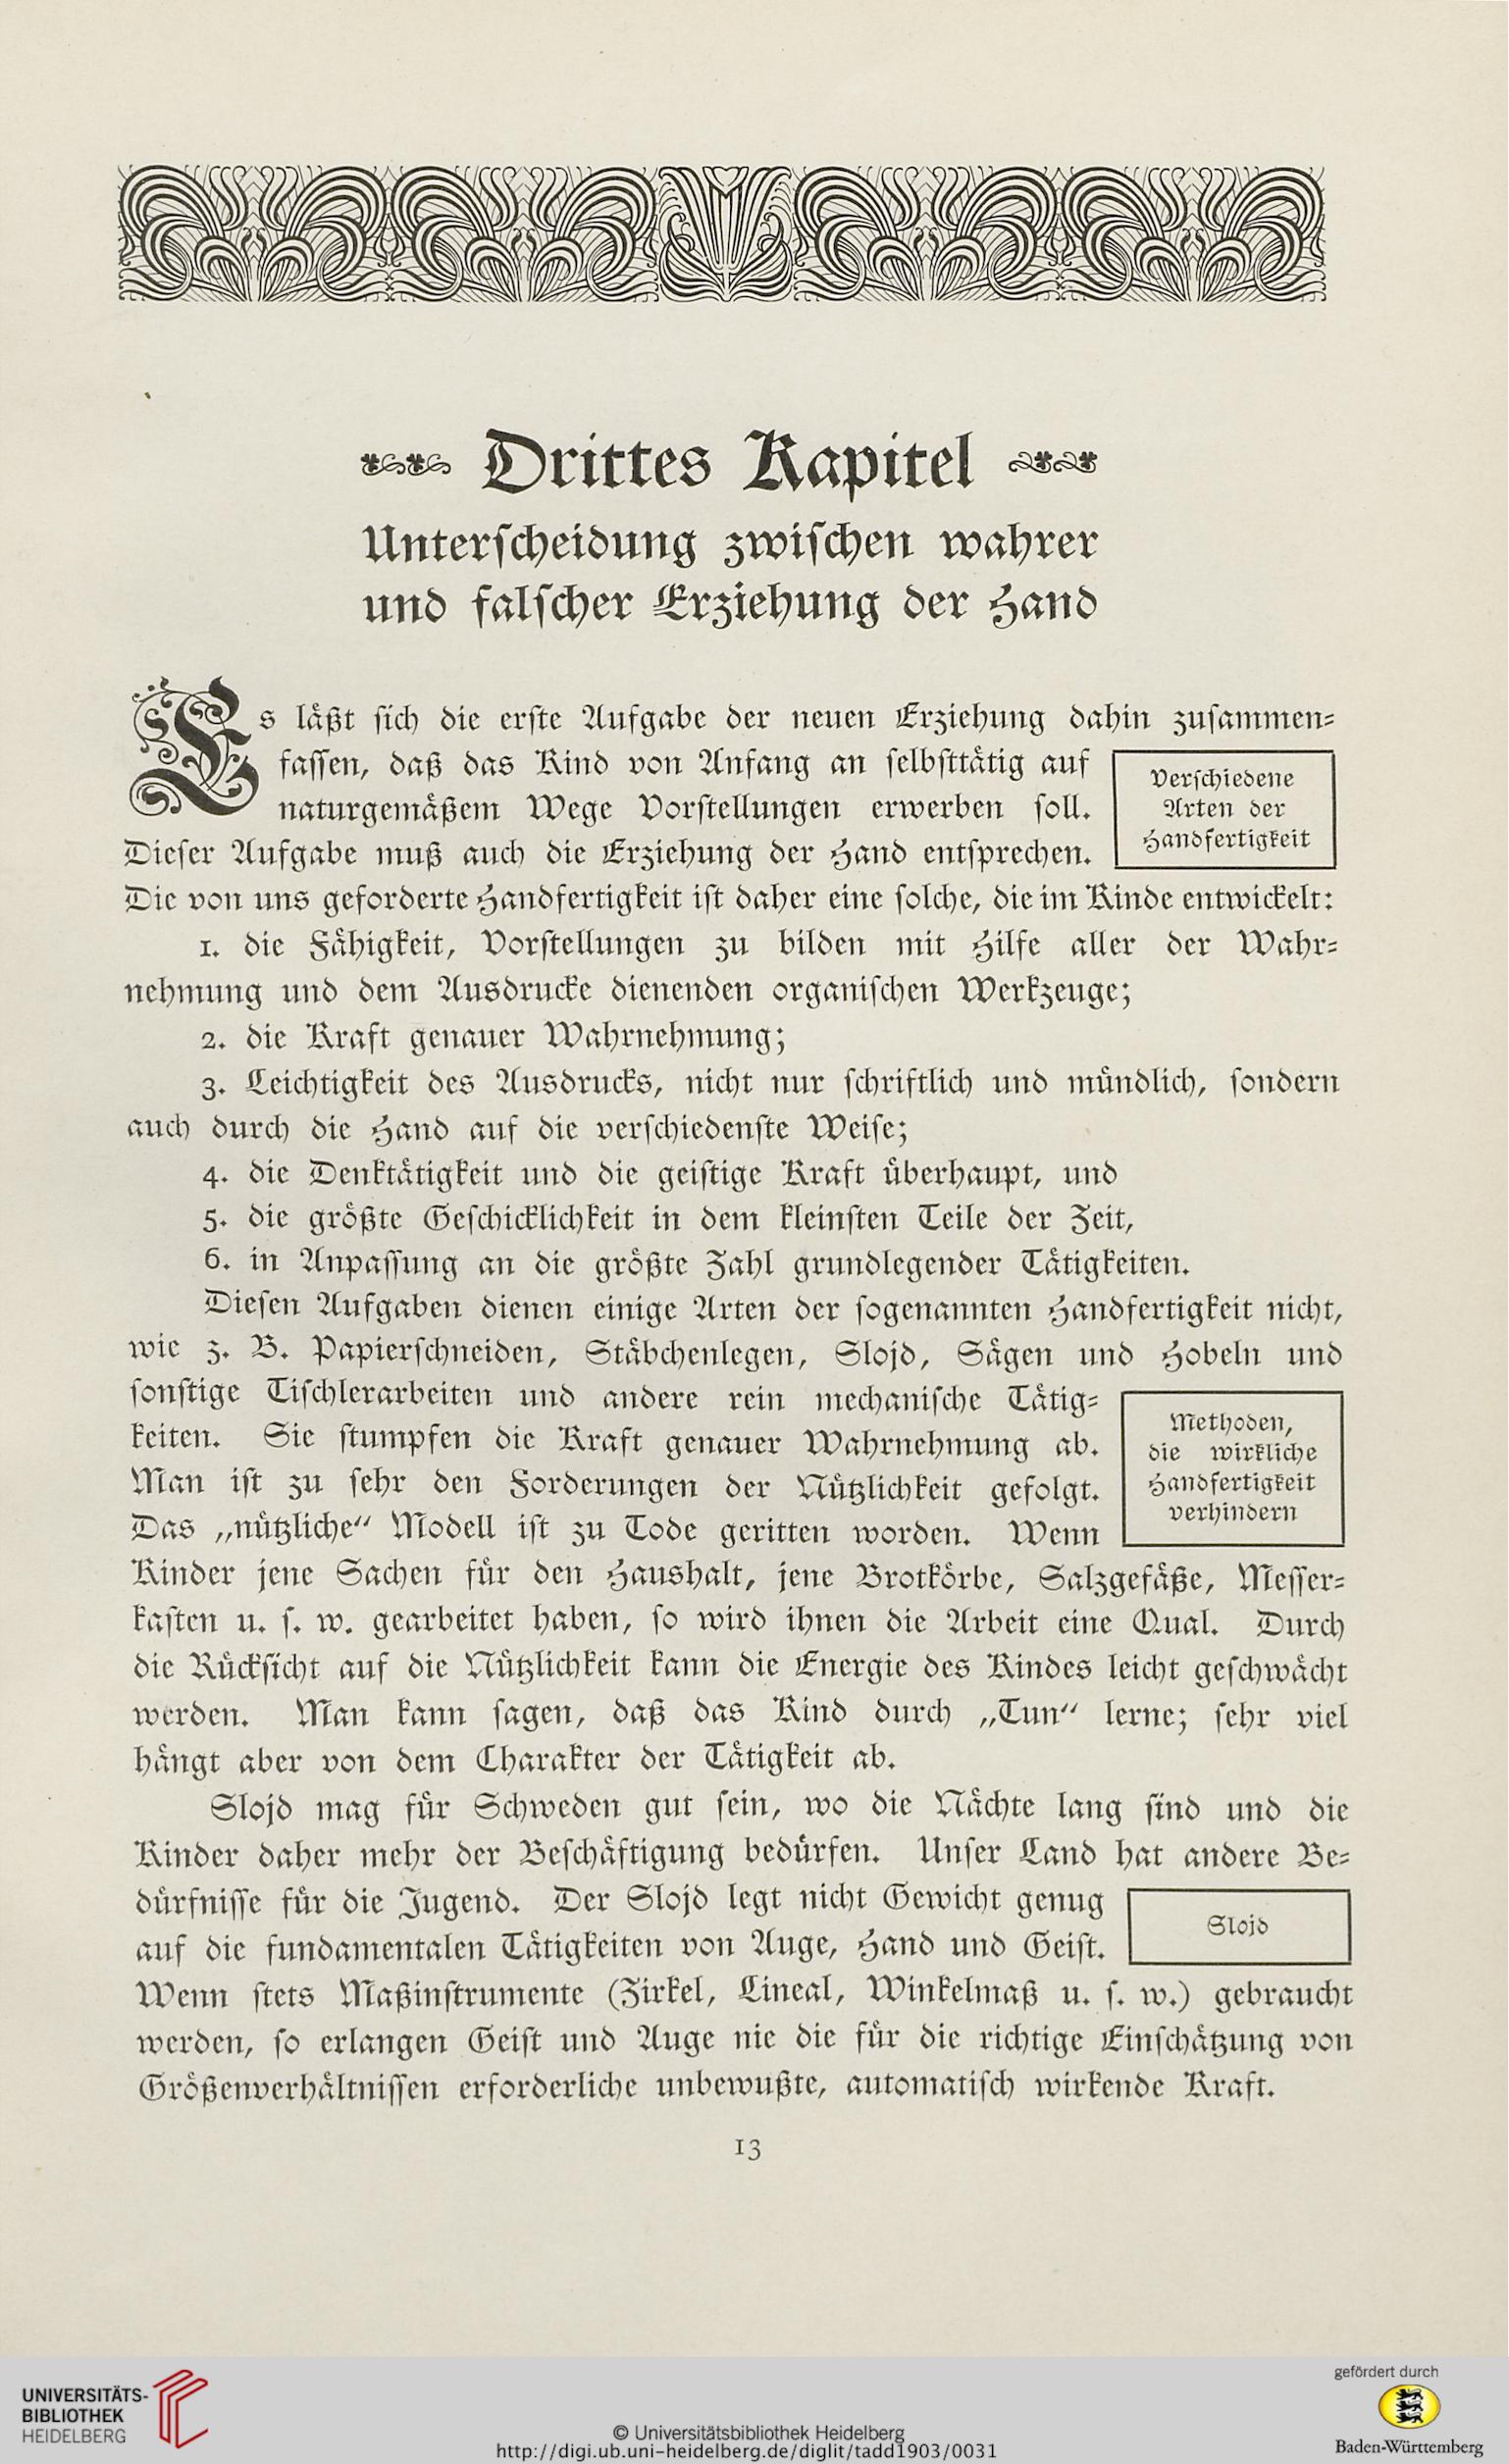 Drittes Kapitel
Unterscheidung zwischen wahrer
und falscher Erziehung der Hand
Es läßt sich die erste Aufgabe der neuen Erziehung dahin zusammen-
fassen, daß das Kind von Anfang an selbsttätig auf
naturgemäßem Wege Vorstellungen erwerben soll.
Dieser Aufgabe muß auch die Erziehung der Hand entsprechen.
Verschiedene
Arten der
Handfertigkeit
Die von uns geforderte Handfertigkeit ist daher eine solche, die im Kinde entwickelt:
1. die Fähigkeit, Vorstellungen zu bilden mit Hilfe aller der Wahr-
nehmung und dem Ausdrucke dienenden organischen Werkzeuge;
2. die Kraft genauer Wahrnehmung;
3. Leichtigkeit des Ausdrucks, nicht nur schriftlich und mündlich, sondern
auch durch die Hand auf die verschiedenste Weise;
4. die Denktätigkeit und die geistige Kraft überhaupt, und
5. die größte Geschicklichkeit in dem kleinsten Teile der Zeit,
6. in Anpassung an die größte Zahl grundlegender Tätigkeiten.
Diesen Aufgaben dienen einige Arten der sogenannten Handfertigkeit nicht,
wie z. B. Papierschneiden, Stäbchenlegen, Slojd, Sägen und Hobeln und
sonstige Tischlerarbeiten und andere rein mechanische Tätig-
keiten. Sie stumpfen die Kraft genauer Wahrnehmung ab.
Man ist zu sehr den Forderungen der Nützlichkeit gefolgt.
Das „nützliche“ Modell ist zu Tode geritten worden. Wenn
Methoden,
die wirkliche
Handfertigkeit
verhindern
Kinder jene Sachen für den Haushalt, jene Brotkörbe, Salzgefäße, Messer-
kasten u. s. w. gearbeitet haben, so wird ihnen die Arbeit eine Qual. Durch
die Rücksicht auf die Nützlichkeit kann die Energie des Kindes leicht geschwächt
werden. Man kann sagen, daß das Kind durch „Tun“ lerne; sehr viel
hängt aber von dem Charakter der Tätigkeit ab.
Slojd mag für Schweden gut sein, wo die Nächte lang sind und die
Kinder daher mehr der Beschäftigung bedürfen. Unser Land hat andere Be-
dürfnisse für die Jugend. Der Slojd legt nicht Gewicht genug
auf die fundamentalen Tätigkeiten von Auge, Hand und Geist.
Slojd
Wenn stets Maßinstrumente (Zirkel, Lineal, Winkelmaß u. s. w.) gebraucht
werden, so erlangen Geist und Auge nie die für die richtige Einschätzung von
Größenverhältnissen erforderliche unbewußte, automatisch wirkende Kraft.
13
UNIVERSITÄTS-
BIBLIOTHEK
HEIDELBERG
© Universitätsbibliothek Heidelberg
http://digi.ub.uni-heidelberg.de/diglit/tadd1903/0031
gefördert durch
Baden-Württemberg